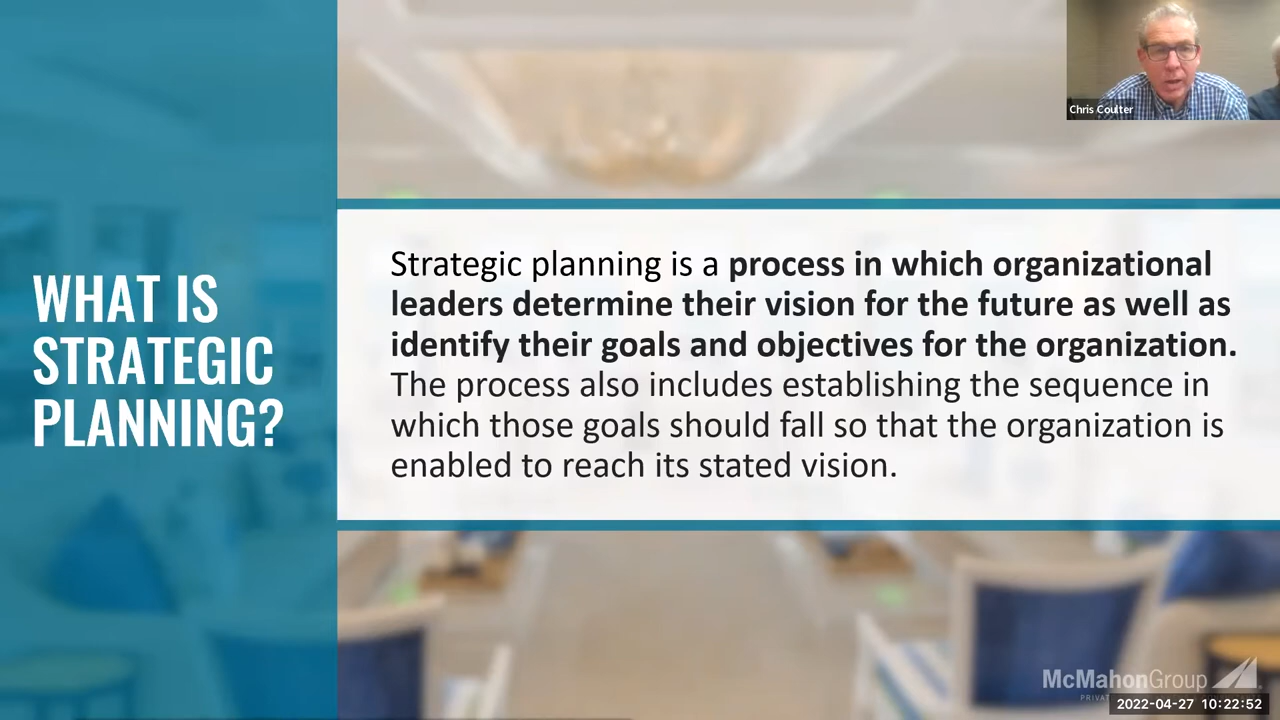 WHAT IS
STRATEGIC
PLANNING?
Strategic planning is a process in which organizational
leaders determine their vision for the future as well as
identify their goals and objectives for the organization.
The process also includes establishing the sequence in
which those goals should fall so that the organization is
enabled to reach its stated vision.
Chris Coulter
McMahonGroup
2022-04-27 10:22:52